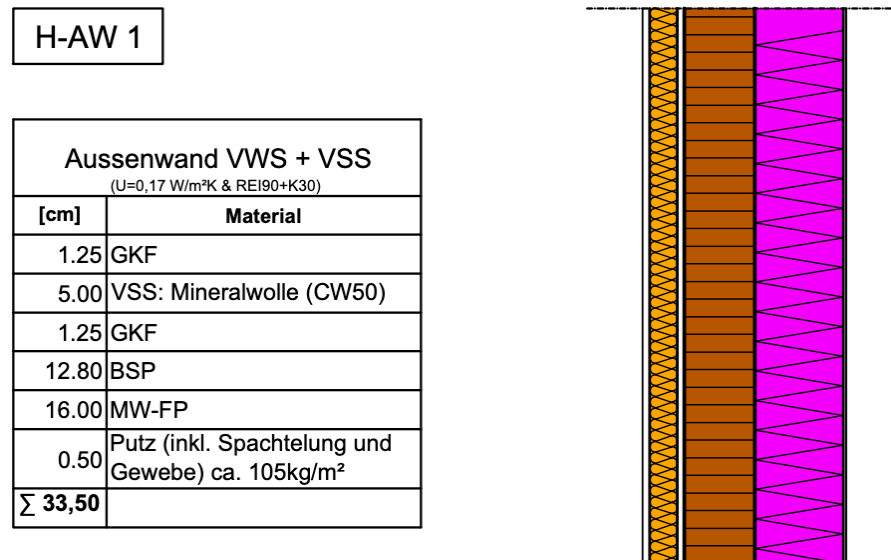 H-AW 1
Aussenwand VWS + VSS
(U=0,17 W/m²K & REI90+K30)
[cm] Material
1.25 GKF
5.00 VSS: Mineralwolle (CW50)
1.25 GKF
12.80 BSP
16.00 MW-FP
0.50 Putz (inkl. Spachtelung und
Gewebe) ca. 105kg/m²
∑ 33,50